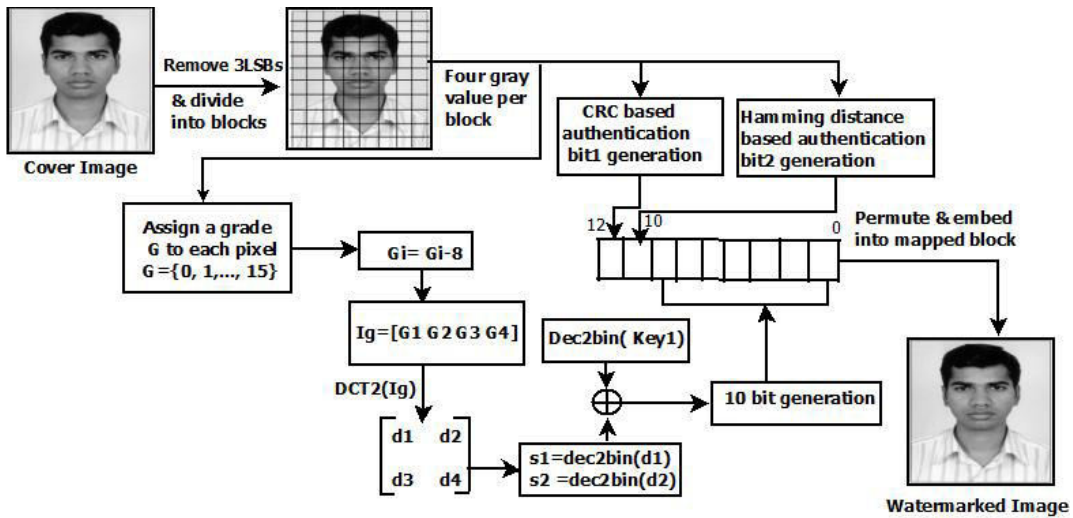 Remove 3LSBs
& divide
into blocks
Cover Image
Four gray
value per
block
CRC based
authentication
bit1 generation
Hamming distance
based authentication
bit2 generation
12
10
0
Permute & embed
into mapped block
Assign a grade
G to each pixel
G ={0, 1,..., 15}
Gi= Gi-8
Ig=[G1 G2 G3 G4]
DCT2(Ig)
d1 d2
d3 d4
s1=dec2bin(d1)
s2 =dec2bin(d2)
Dec2bin( Key1)
10 bit generation
Watermarked Image